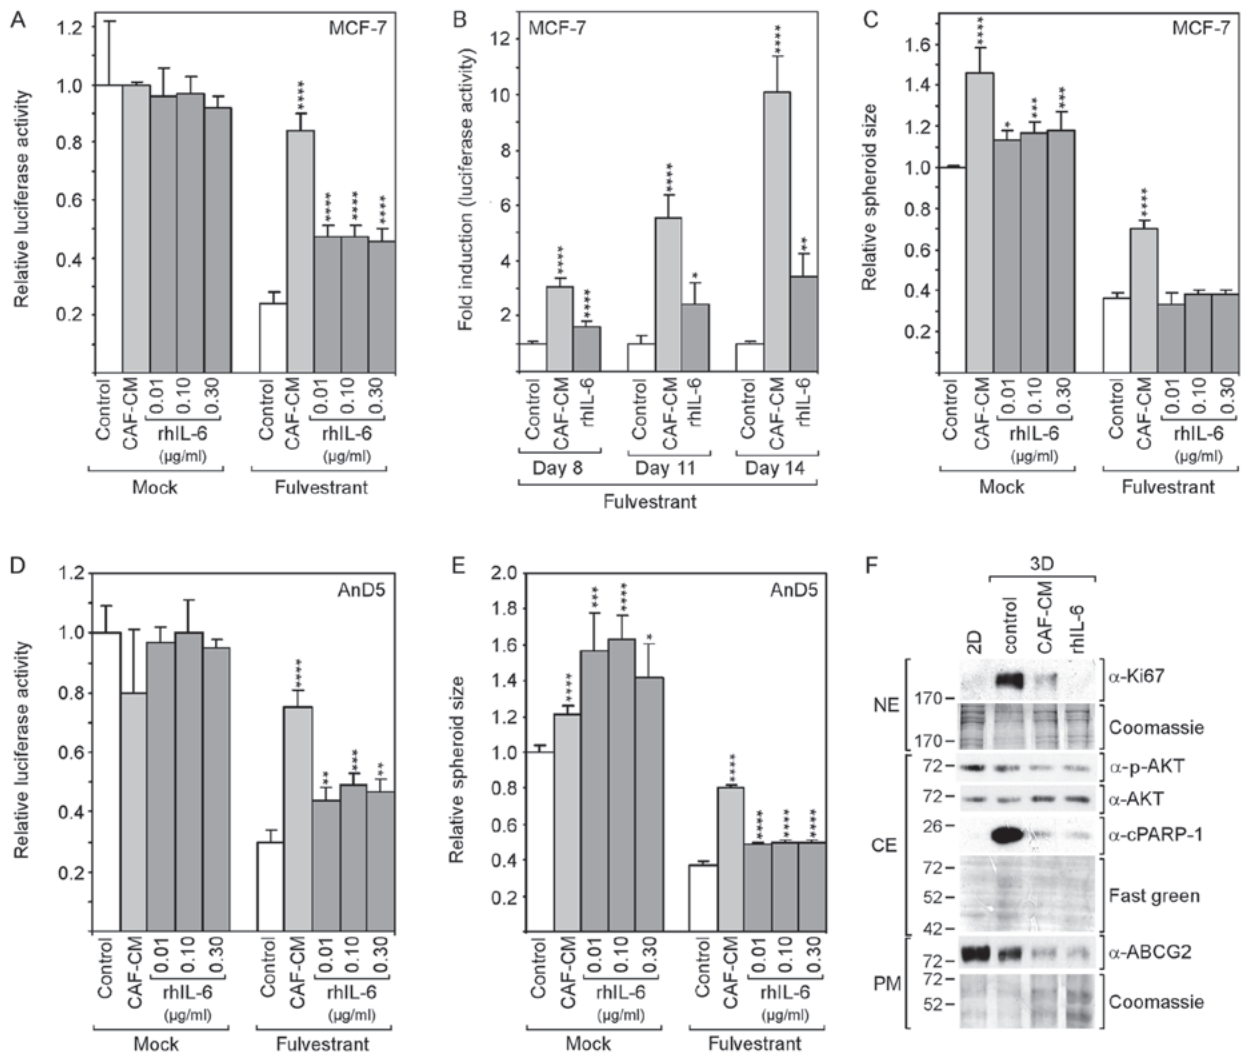 A
MCF-7
Relative luciferase activity
1.2
1.0
0.8
0.6
0.4
0.2
****
****
****
****
Control
CAF-CM
0.01
0.10
0.30
rhIL-6
(µg/ml)
Mock
Control
CAF-CM
0.01
0.10
0.30
rhIL-6
(µg/ml)
Fulvestrant
B
MCF-7
Fold induction (luciferase activity)
12
10
8
6
4
2
****
****
****
*
****
**
Control
CAF-CM
rhIL-6
Day 8
Control
CAF-CM
rhIL-6
Day 11
Control
CAF-CM
rhIL-6
Day 14
Fulvestrant
C
MCF-7
Relative spheroid size
1.6
1.4
1.2
1.0
0.8
0.6
0.4
0.2
****
*
***
***
****
Control
CAF-CM
0.01
0.10
0.30
rhIL-6
(µg/ml)
Mock
Control
CAF-CM
0.01
0.10
0.30
rhIL-6
(µg/ml)
Fulvestrant
D
AnD5
Relative luciferase activity
1.2
1.0
0.8
0.6
0.4
0.2
****
**
***
**
Control
CAF-CM
0.01
0.10
0.30
rhIL-6
(µg/ml)
Mock
Control
CAF-CM
0.01
0.10
0.30
rhIL-6
(µg/ml)
Fulvestrant
E
AnD5
Relative spheroid size
2.0
1.8
1.6
1.4
1.2
1.0
0.8
0.6
0.4
0.2
****
***
****
*
****
****
****
****
Control
CAF-CM
0.01
0.10
0.30
rhIL-6
(µg/ml)
Mock
Control
CAF-CM
0.01
0.10
0.30
rhIL-6
(µg/ml)
Fulvestrant
F
3D
2D
control
CAF-CM
rhIL-6
NE
170
α-Ki67
170
Coomassie
CE
72
α-p-AKT
72
α-AKT
26
α-cPARP-1
72
52
42
Fast green
PM
72
α-ABCG2
72
52
Coomassie